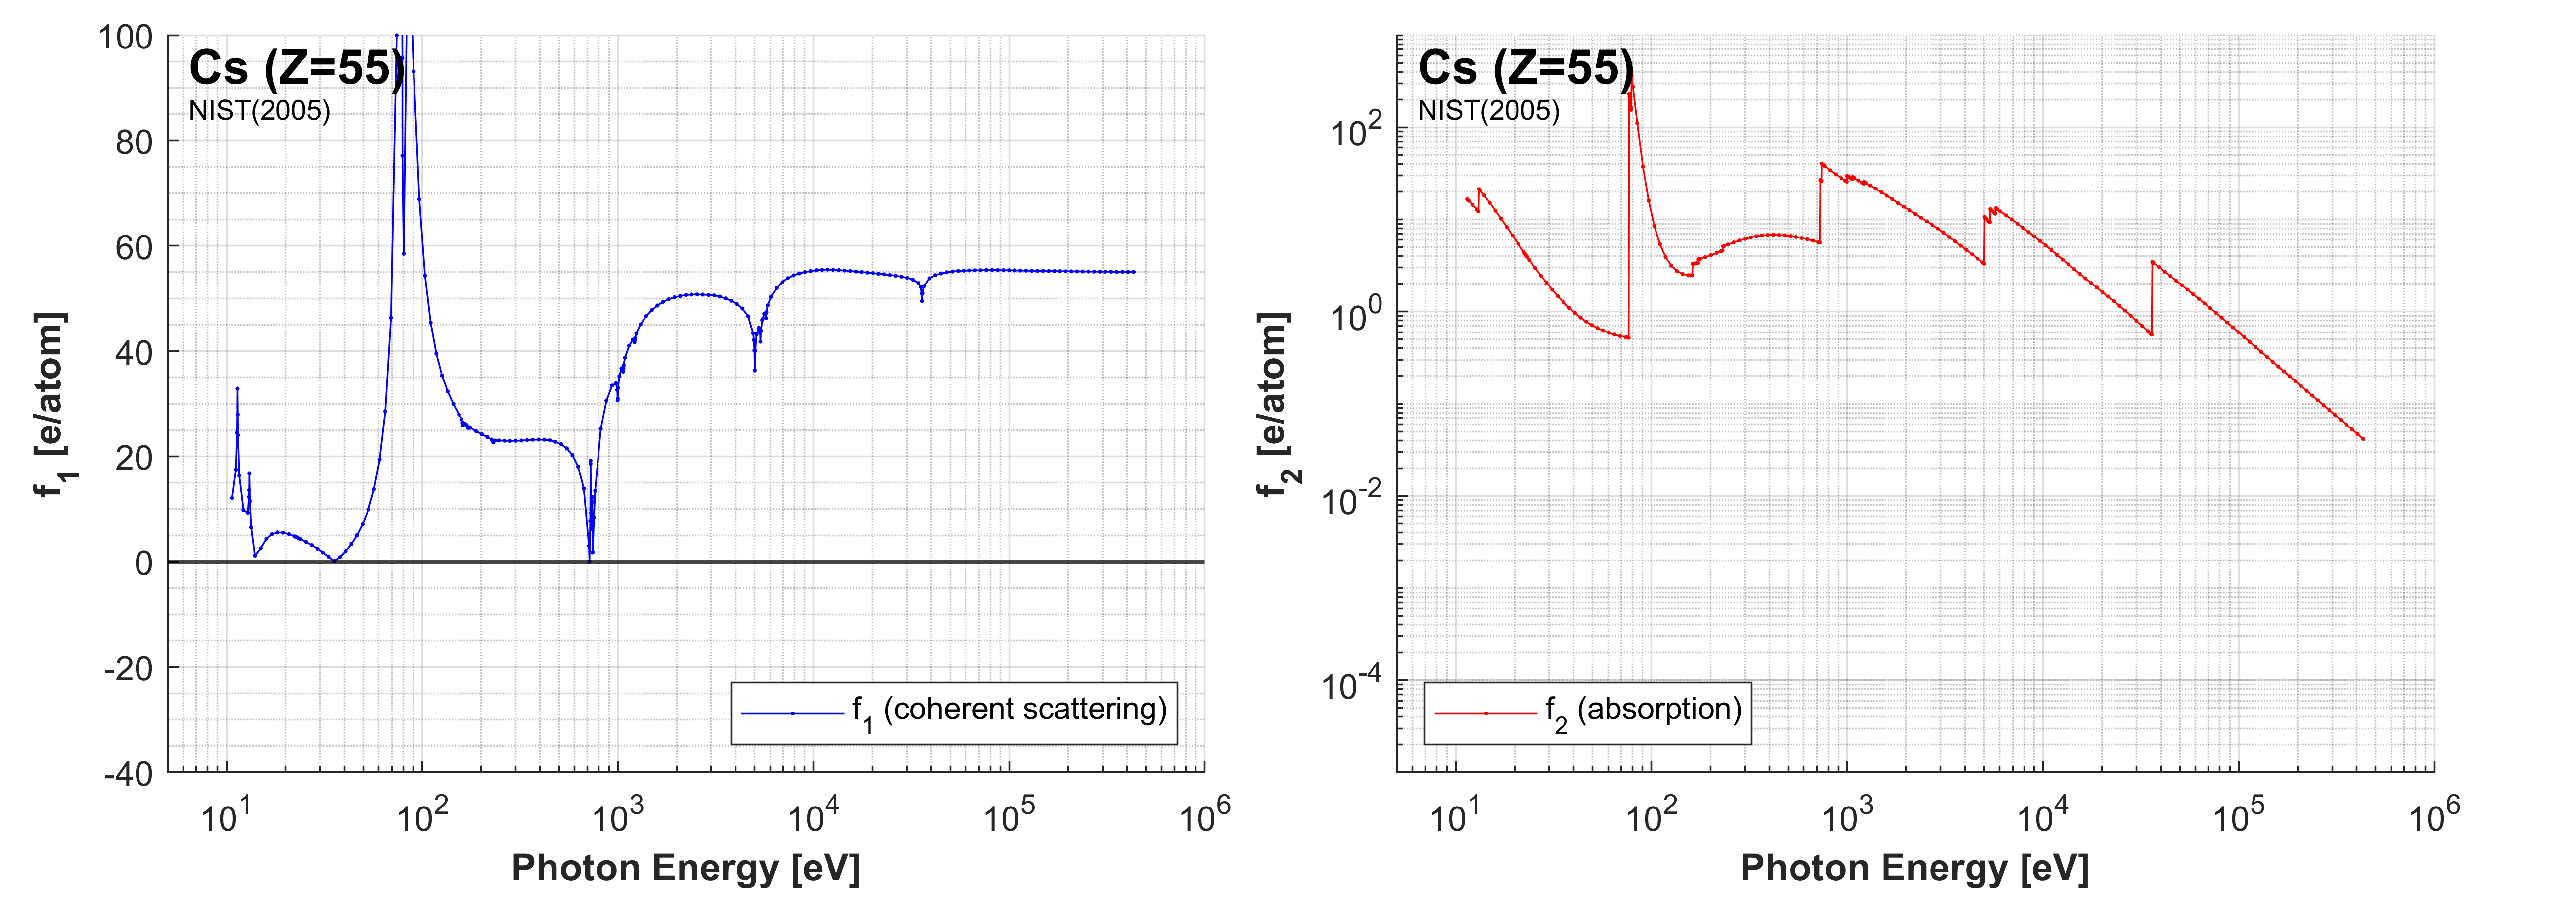 Cs (Z=55)
NIST(2005)
100
80
60
40
20
0
-20
-40
f1 [e/atom]
f1 (coherent scattering)
10^1
10^2
10^3
10^4
10^5
10^6
Photon Energy [eV]
Cs (Z=55)
NIST(2005)
10^2
10^0
10^-2
10^-4
f2 [e/atom]
f2 (absorption)
10^1
10^2
10^3
10^4
10^5
10^6
Photon Energy [eV]